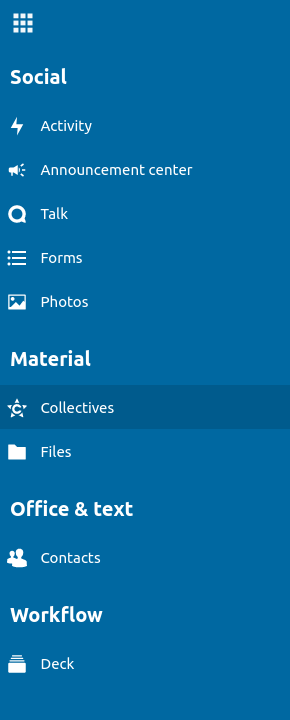 Social
Activity
Announcement center
Talk
Forms
Photos
Material
Collectives
Files
Office & text
Contacts
Workflow
Deck